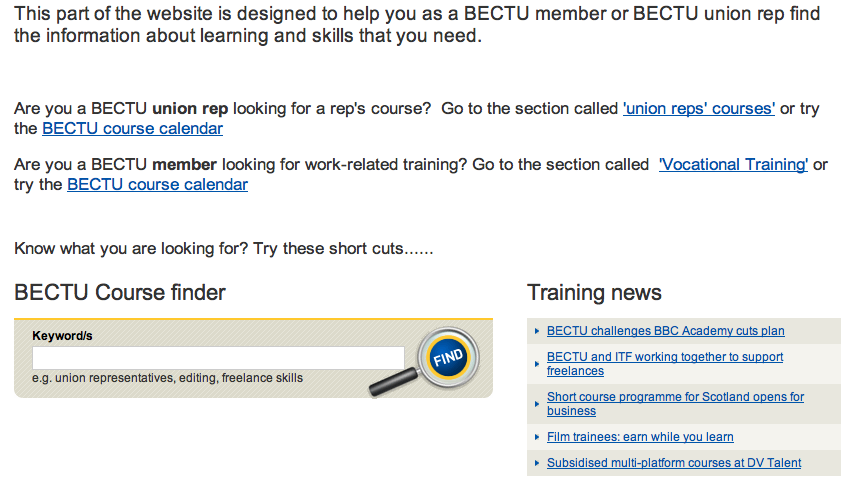 This part of the website is designed to help you as a BECTU member or BECTU union rep find
the information about learning and skills that you need.
Are you a BECTU union rep looking for a rep's course?  Go to the section called 'union reps' courses' or try
the BECTU course calendar
Are you a BECTU member looking for work-related training? Go to the section called  'Vocational Training' or
try the BECTU course calendar
Know what you are looking for? Try these short cuts......
BECTU Course finder
Keyword/s
FIND
e.g. union representatives, editing, freelance skills
Training news
BECTU challenges BBC Academy cuts plan
BECTU and ITF working together to support
freelances
Short course programme for Scotland opens for
business
Film trainees: earn while you learn
Subsidised multi-platform courses at DV Talent